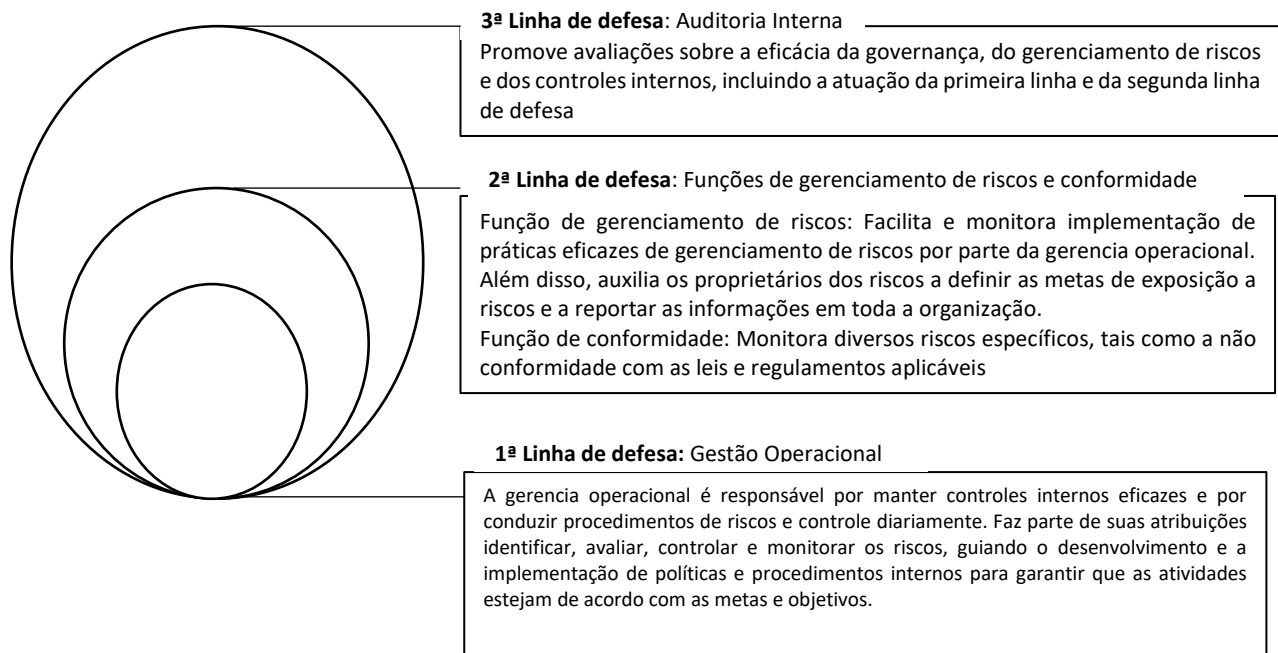 3ª Linha de defesa: Auditoria Interna
Promove avaliações sobre a eficácia da governança, do gerenciamento de riscos
e dos controles internos, incluindo a atuação da primeira linha e da segunda linha
de defesa
2ª Linha de defesa: Funções de gerenciamento de riscos e conformidade
Função de gerenciamento de riscos: Facilita e monitora implementação de
práticas eficazes de gerenciamento de riscos por parte da gerencia operacional.
Além disso, auxilia os proprietários dos riscos a definir as metas de exposição a
riscos e a reportar as informações em toda a organização.
Função de conformidade: Monitora diversos riscos específicos, tais como a não
conformidade com as leis e regulamentos aplicáveis
1ª Linha de defesa: Gestão Operacional
A gerencia operacional é responsável por manter controles internos eficazes e por
conduzir procedimentos de riscos e controle diariamente. Faz parte de suas atribuições
identificar, avaliar, controlar e monitorar os riscos, guiando o desenvolvimento e a
implementação de políticas e procedimentos internos para garantir que as atividades
estejam de acordo com as metas e objetivos.